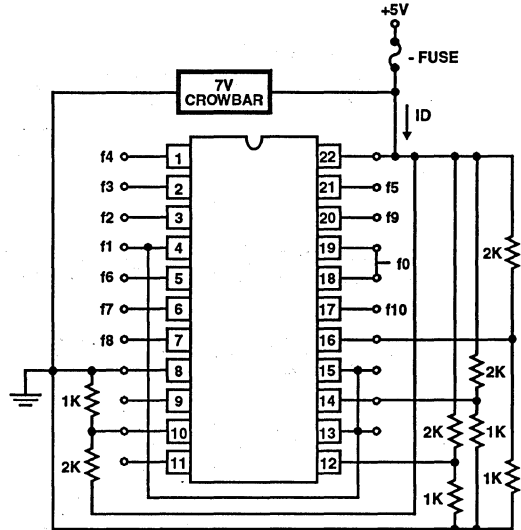 +5V
- FUSE
7V
CROWBAR
ID
f4 1 22
f3 2 21 f5
f2 3 20 f9
f1 4 19
f0
2K
f6 5 18
f7 6 17 f10
f8 7 16
8 15
2K
1K 9 14
10 13
2K 1K
2K 11 12
1K
1K